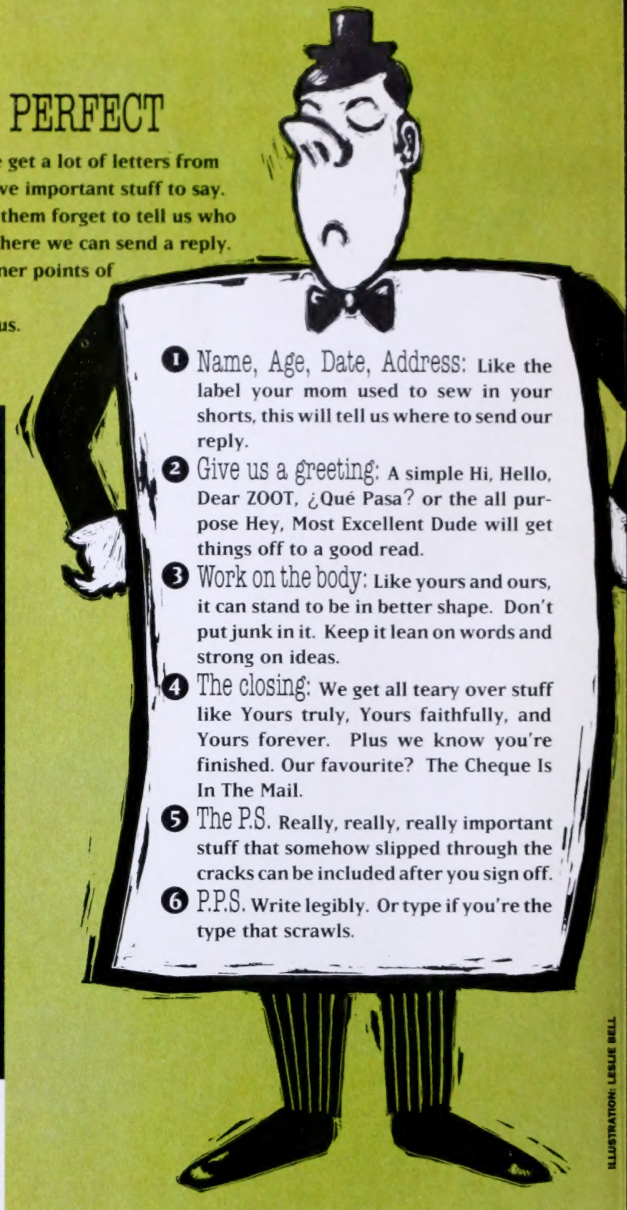 PERFECT
get a lot of letters from
ve important stuff to say.
them forget to tell us who
here we can send a reply.
ner points of
us.
1 Name, Age, Date, Address: Like the
label your mom used to sew in your
shorts, this will tell us where to send our
reply.
2 Give us a greeting: A simple Hi, Hello,
Dear ZOOT, ¿Qué Pasa? or the all pur-
pose Hey, Most Excellent Dude will get
things off to a good read.
3 Work on the body: Like yours and ours,
it can stand to be in better shape. Don't
put junk in it. Keep it lean on words and
strong on ideas.
4 The closing: We get all teary over stuff
like Yours truly, Yours faithfully, and
Yours forever. Plus we know you're
finished. Our favourite? The Cheque Is
In The Mail.
5 The P.S. Really, really, really important
stuff that somehow slipped through the
cracks can be included after you sign off.
6 P.P.S. Write legibly. Or type if you're the
type that scrawls.
ILLUSTRATION: LESLIE BELL